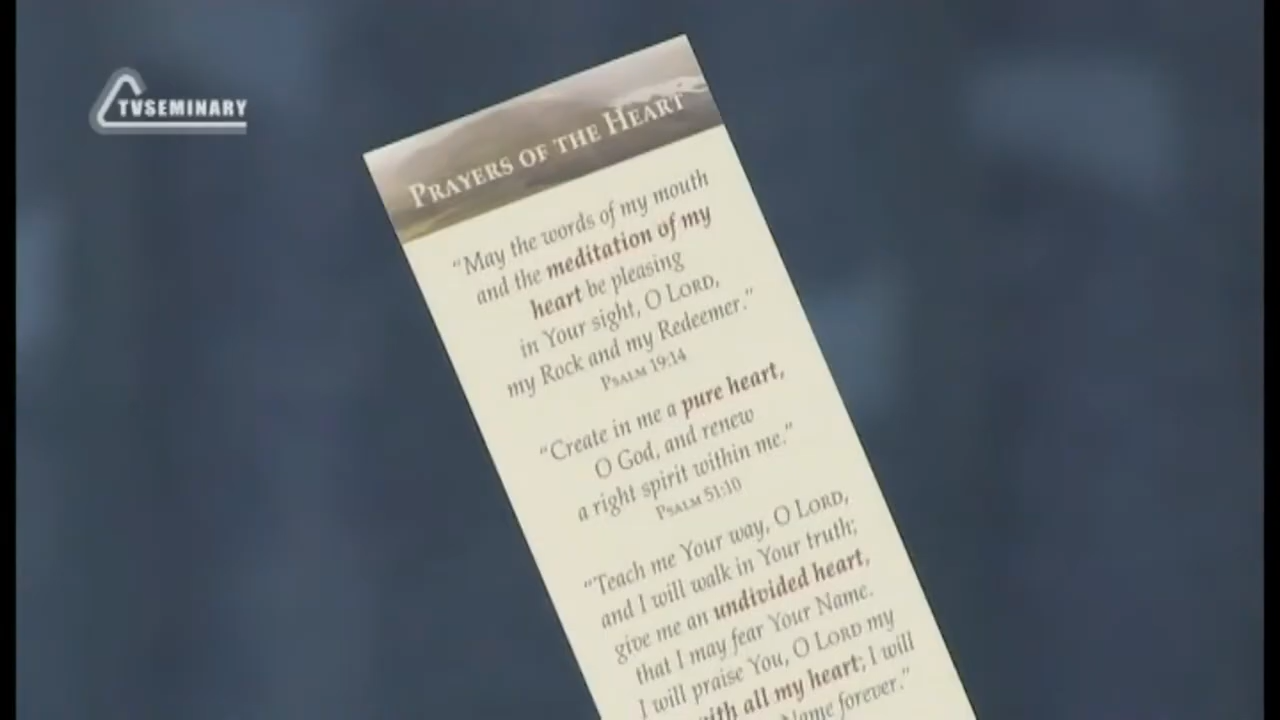 TVSEMINARY
PRAYERS OF THE HEART
“May the words of my mouth
and the meditation of my
heart be pleasing
in Your sight, O LORD,
my Rock and my Redeemer.”
PSALM 19:14
“Create in me a pure heart,
O God, and renew
a right spirit within me.”
PSALM 51:10
“Teach me Your way, O LORD,
and I will walk in Your truth;
give me an undivided heart,
that I may fear Your Name.
I will praise You, O LORD my
with all my heart; I will
Name forever.”